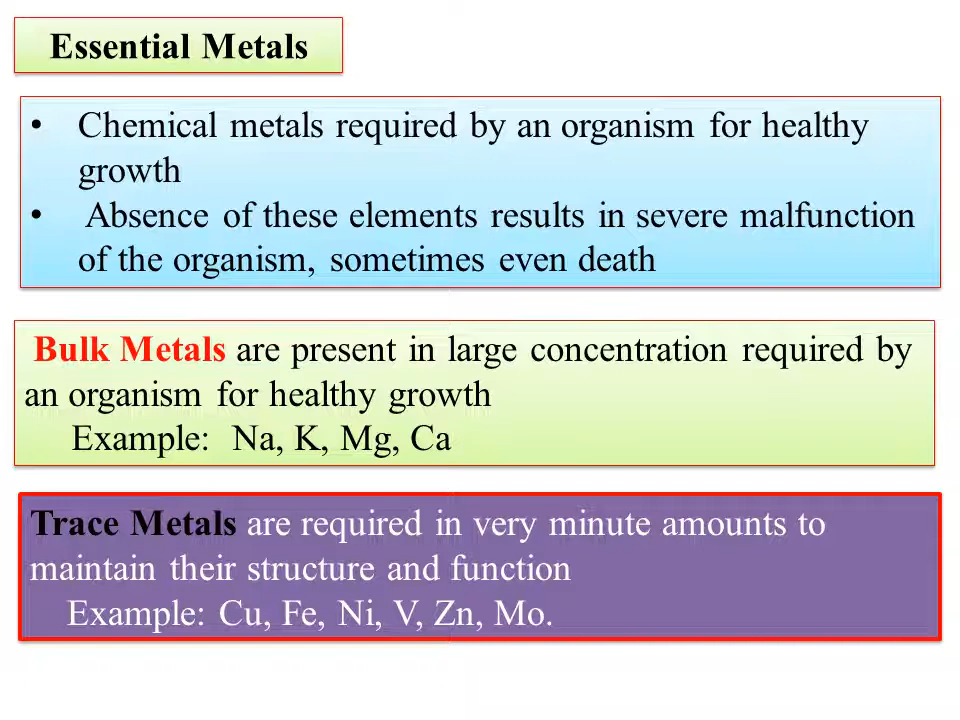 Essential Metals
• Chemical metals required by an organism for healthy
growth
• Absence of these elements results in severe malfunction
of the organism, sometimes even death
Bulk Metals are present in large concentration required by
an organism for healthy growth
Example: Na, K, Mg, Ca
Trace Metals are required in very minute amounts to
maintain their structure and function
Example: Cu, Fe, Ni, V, Zn, Mo.